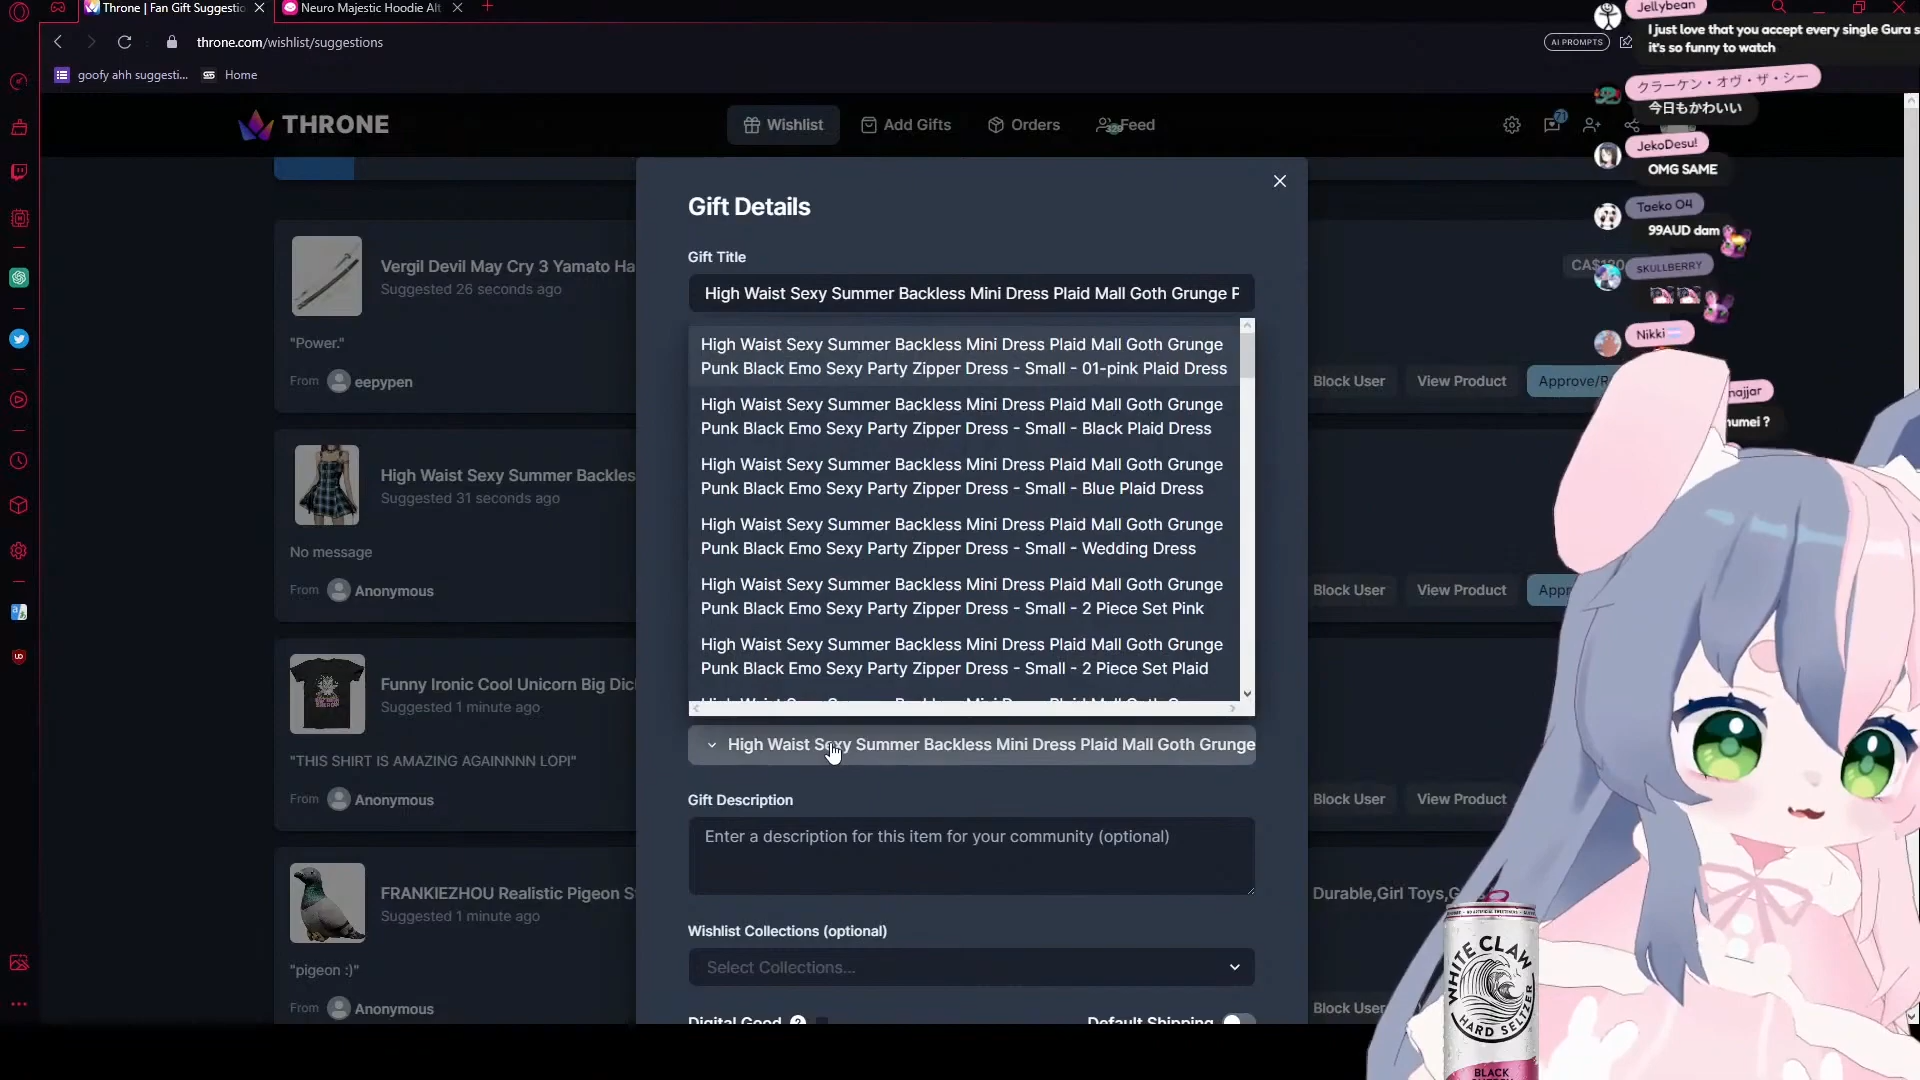 Throne | Fan Gift Suggestio
Neuro Majestic Hoodie Alt
throne.com/wishlist/suggestions
AI PROMPTS
goofy ahh suggesti...
Home
THRONE
Wishlist
Add Gifts
Orders
Feed
71
Vergil Devil May Cry 3 Yamato Ha
Suggested 26 seconds ago
"Power."
From eepypen
CA$120
Block User
View Product
Approve/R
High Waist Sexy Summer Backles
Suggested 31 seconds ago
No message
From Anonymous
Block User
View Product
Appr
Funny Ironic Cool Unicorn Big Dic
Suggested 1 minute ago
"THIS SHIRT IS AMAZING AGAINNNN LOPI"
From Anonymous
Block User
View Product
FRANKIEZHOU Realistic Pigeon S
Durable,Girl Toys,G
Suggested 1 minute ago
"pigeon :)"
From Anonymous
Block User
Gift Details
Gift Title
High Waist Sexy Summer Backless Mini Dress Plaid Mall Goth Grunge P
High Waist Sexy Summer Backless Mini Dress Plaid Mall Goth Grunge
Punk Black Emo Sexy Party Zipper Dress - Small - 01-pink Plaid Dress
High Waist Sexy Summer Backless Mini Dress Plaid Mall Goth Grunge
Punk Black Emo Sexy Party Zipper Dress - Small - Black Plaid Dress
High Waist Sexy Summer Backless Mini Dress Plaid Mall Goth Grunge
Punk Black Emo Sexy Party Zipper Dress - Small - Blue Plaid Dress
High Waist Sexy Summer Backless Mini Dress Plaid Mall Goth Grunge
Punk Black Emo Sexy Party Zipper Dress - Small - Wedding Dress
High Waist Sexy Summer Backless Mini Dress Plaid Mall Goth Grunge
Punk Black Emo Sexy Party Zipper Dress - Small - 2 Piece Set Pink
High Waist Sexy Summer Backless Mini Dress Plaid Mall Goth Grunge
Punk Black Emo Sexy Party Zipper Dress - Small - 2 Piece Set Plaid
High Waist Sexy Summer Backless Mini Dress Plaid Mall Goth Grunge
Gift Description
Enter a description for this item for your community (optional)
Wishlist Collections (optional)
Select Collections...
Digital Good
Default Shipping
Jellybean
I just love that you accept every single Gura s
it's so funny to watch
クラーケン・オヴ・ザ・シー
今日もかわいい
JekoDesu!
OMG SAME
Taeko 04
99AUD dam
SKULLBERRY
Nikki
najjar
numei ?
WHITE CLAW
HARD SELTZER
BLACK